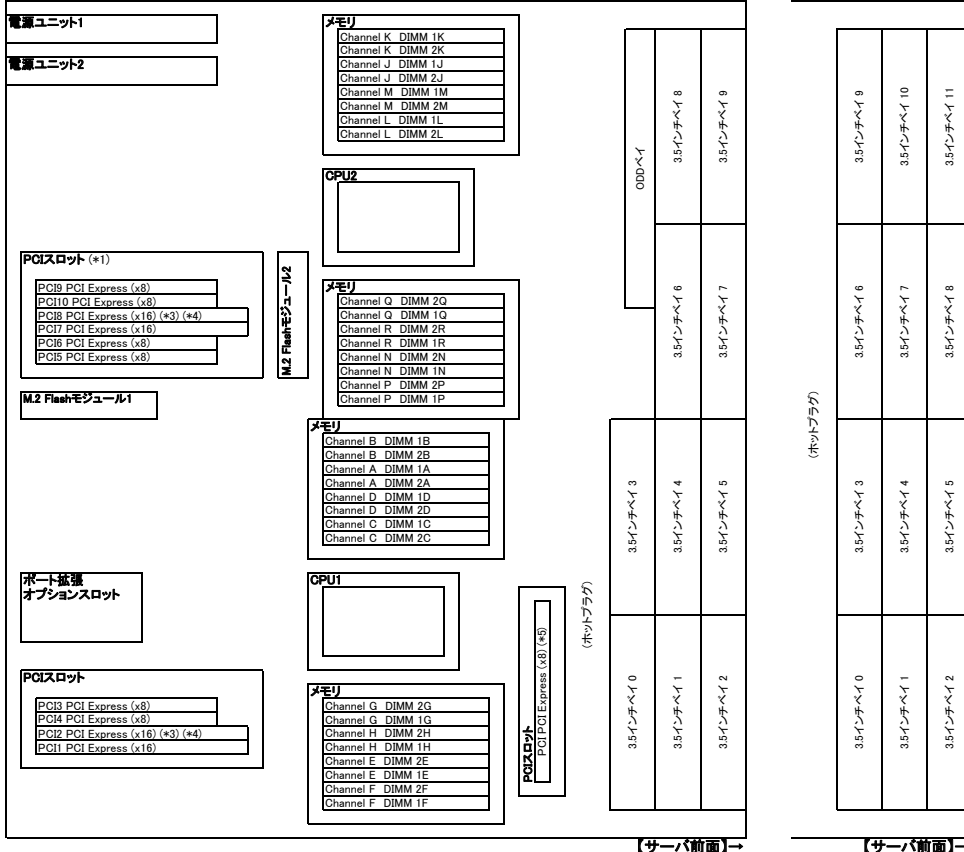 電源ユニット1
電源ユニット2
メモリ
Channel K DIMM 1K
Channel K DIMM 2K
Channel J DIMM 1J
Channel J DIMM 2J
Channel M DIMM 1M
Channel M DIMM 2M
Channel L DIMM 1L
Channel L DIMM 2L
CPU2
PCIスロット (*1)
PCI9 PCI Express (x8)
PCI10 PCI Express (x8)
PCI8 PCI Express (x16) (*3) (*4)
PCI7 PCI Express (x16)
PCI6 PCI Express (x8)
PCI5 PCI Express (x8)
M.2 Flashモジュール2
メモリ
Channel Q DIMM 2Q
Channel Q DIMM 1Q
Channel R DIMM 2R
Channel R DIMM 1R
Channel N DIMM 2N
Channel N DIMM 1N
Channel P DIMM 2P
Channel P DIMM 1P
M.2 Flashモジュール1
メモリ
Channel B DIMM 1B
Channel B DIMM 2B
Channel A DIMM 1A
Channel A DIMM 2A
Channel D DIMM 1D
Channel D DIMM 2D
Channel C DIMM 1C
Channel C DIMM 2C
ポート拡張
オプションスロット
CPU1
PCIスロット
PCI3 PCI Express (x8)
PCI4 PCI Express (x8)
PCI2 PCI Express (x16) (*3) (*4)
PCI1 PCI Express (x16)
メモリ
Channel G DIMM 2G
Channel G DIMM 1G
Channel H DIMM 2H
Channel H DIMM 1H
Channel E DIMM 2E
Channel E DIMM 1E
Channel F DIMM 2F
Channel F DIMM 1F
PCIスロット
PCI PCI Express (x8) (*5)
(ホットプラグ)
ODDベイ
3.5インチベイ 8
3.5インチベイ 9
3.5インチベイ 6
3.5インチベイ 7
3.5インチベイ 3
3.5インチベイ 4
3.5インチベイ 5
3.5インチベイ 0
3.5インチベイ 1
3.5インチベイ 2
【サーバ前面】→
(ホットプラグ)
3.5インチベイ 9
3.5インチベイ 10
3.5インチベイ 11
3.5インチベイ 6
3.5インチベイ 7
3.5インチベイ 8
3.5インチベイ 3
3.5インチベイ 4
3.5インチベイ 5
3.5インチベイ 0
3.5インチベイ 1
3.5インチベイ 2
【サーバ前面】→